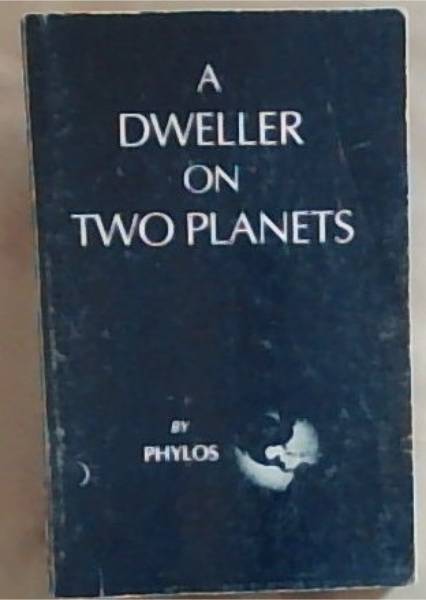 A
DWELLER
ON
TWO PLANETS
BY
PHYLOS